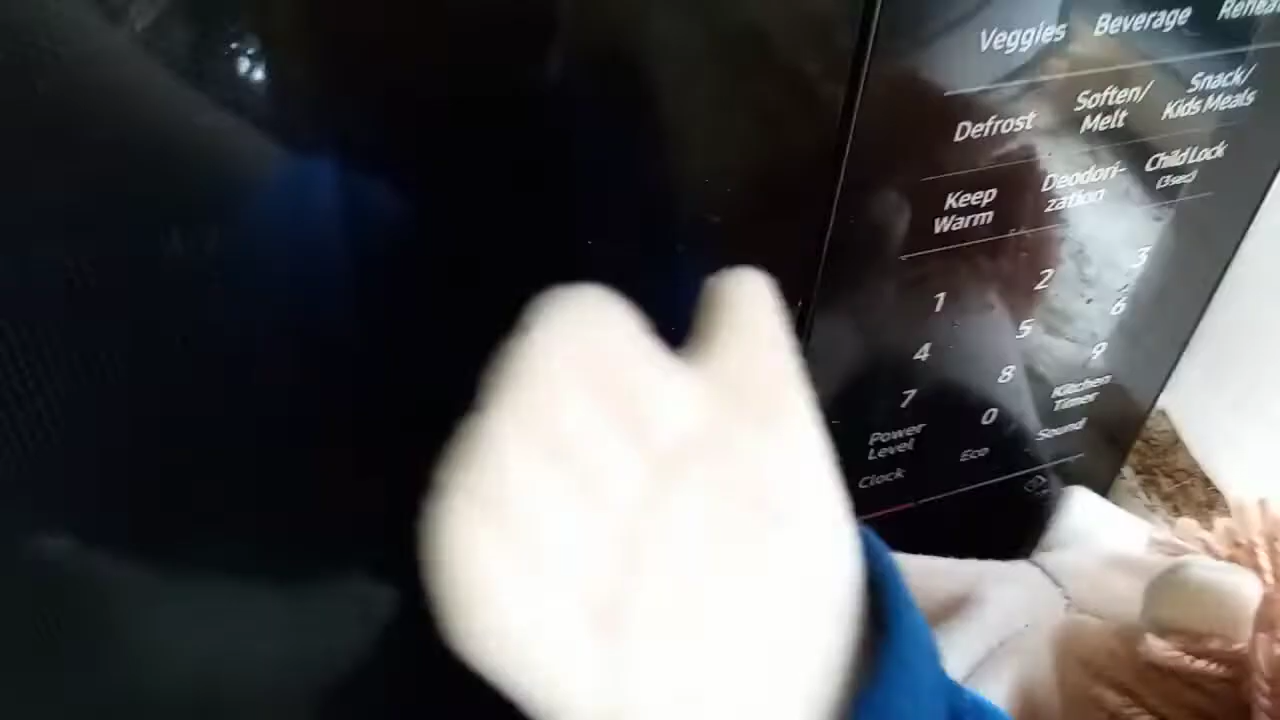 Veggies Beverage Reheat
Defrost Soften/ Melt Snack/ Kids Meals
Keep Warm Deodori- zation Child Lock (3sec)
1 2 3
4 5 6
7 8 9
Power Level 0 Kitchen Timer
Clock Eco Sound